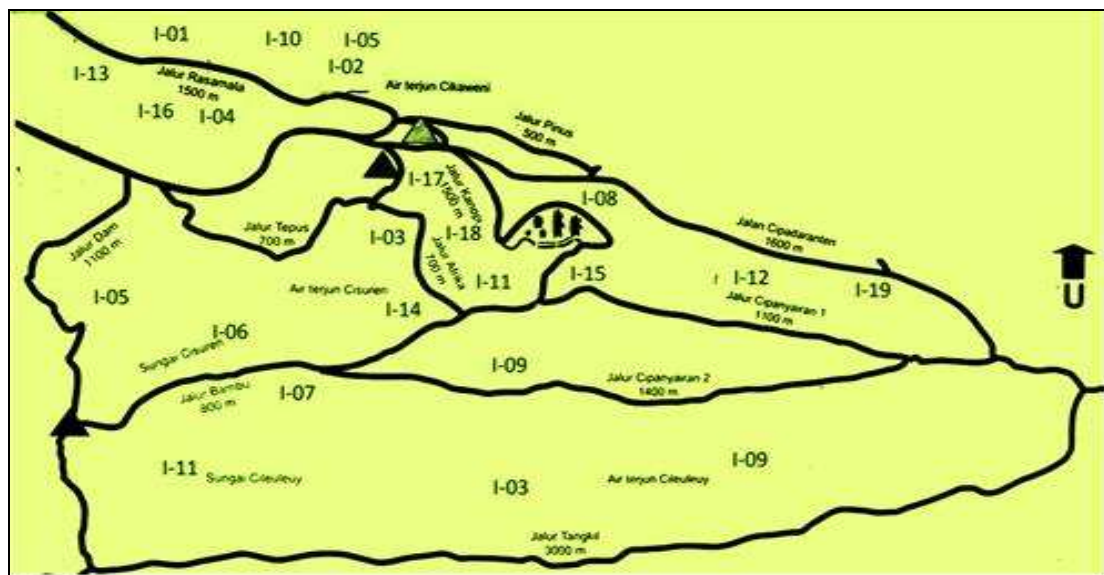 I-01
I-10
I-05
I-02
I-13
Jalur Rasamala
1500 m
Air terjun Cikaweni
I-16
I-04
Jalur Pinus
500 m
I-17
Jalur Kanopi
1500 m
I-08
Jalur Dam
1100 m
Jalur Tepus
700 m
I-03
I-18
Jalur Afrika
700 m
Jalan Cipadaranten
1600 m
I-05
Air terjun Cisuren
I-11
I-15
I-12
I-19
U
I-14
Jalur Cipanyairan 1
1100 m
I-06
Sungai Cisuren
Jalur Bambu
800 m
I-07
I-09
Jalur Cipanyairan 2
1400 m
I-11
Sungai Cileuleuy
I-03
I-09
Air terjun Cileuleuy
Jalur Tangkil
3000 m